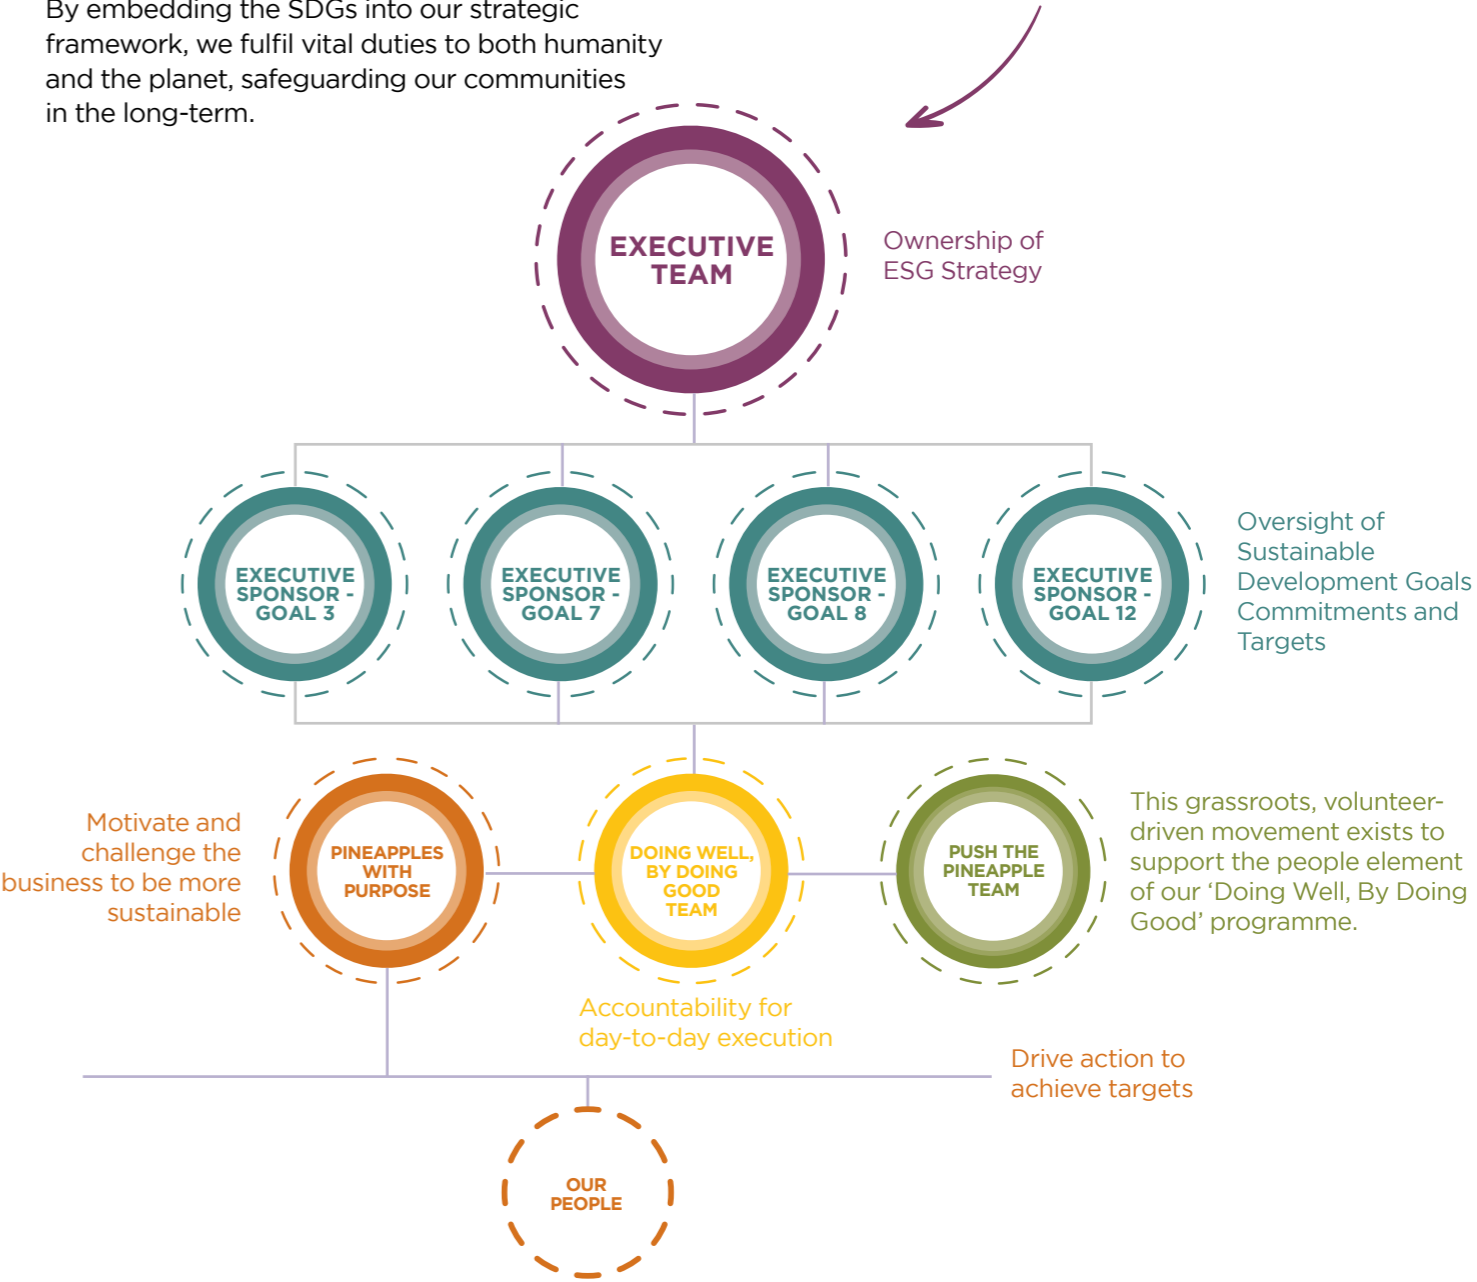 By embedding the SDGs into our strategic
framework, we fulfil vital duties to both humanity
and the planet, safeguarding our communities
in the long-term.
EXECUTIVE
TEAM
Ownership of
ESG Strategy
EXECUTIVE
SPONSOR -
GOAL 3
EXECUTIVE
SPONSOR -
GOAL 7
EXECUTIVE
SPONSOR -
GOAL 8
EXECUTIVE
SPONSOR -
GOAL 12
Oversight of
Sustainable
Development Goals
Commitments and
Targets
Motivate and
challenge the
business to be more
sustainable
PINEAPPLES
WITH
PURPOSE
DOING WELL,
BY DOING
GOOD
TEAM
PUSH THE
PINEAPPLE
TEAM
This grassroots, volunteer-
driven movement exists to
support the people element
of our ‘Doing Well, By Doing
Good’ programme.
Accountability for
day-to-day execution
Drive action to
achieve targets
OUR
PEOPLE